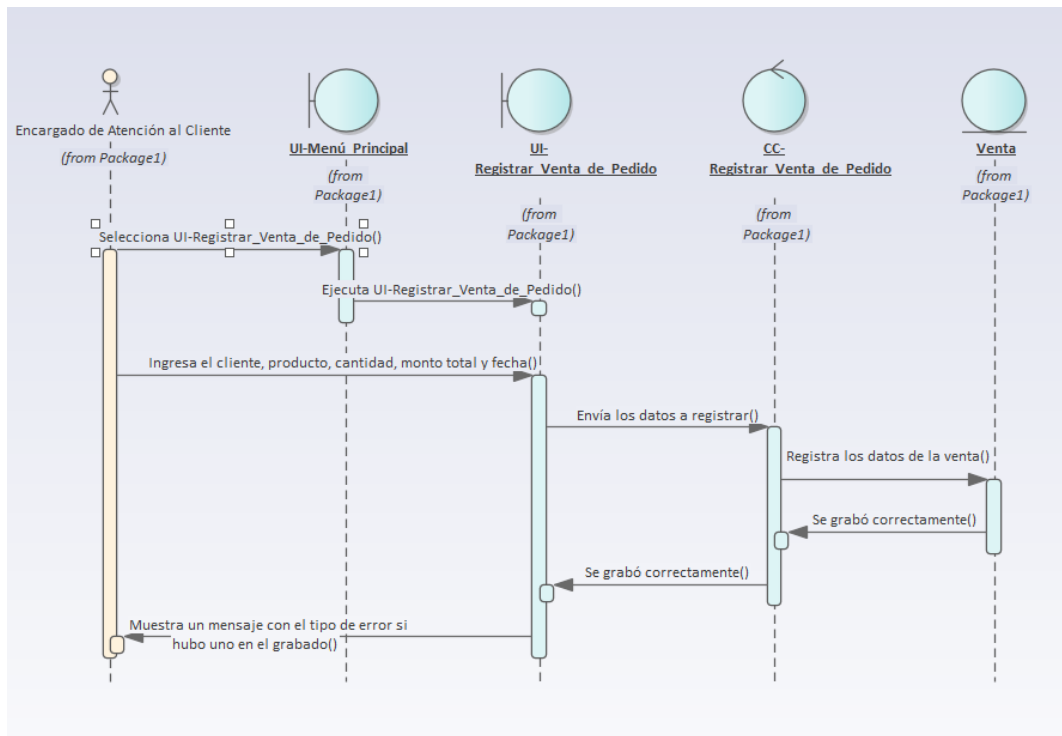 Encargado de Atención al Cliente
(from Package1)
UI-Menú_Principal
(from
Package1)
UI-
Registrar_Venta_de_Pedido
(from
Package1)
CC-
Registrar_Venta_de_Pedido
(from
Package1)
Venta
(from
Package1)
Selecciona UI-Registrar_Venta_de_Pedido()
Ejecuta UI-Registrar_Venta_de_Pedido()
Ingresa el cliente, producto, cantidad, monto total y fecha()
Envía los datos a registrar()
Registra los datos de la venta()
Se grabó correctamente()
Se grabó correctamente()
Muestra un mensaje con el tipo de error si
hubo uno en el grabado()